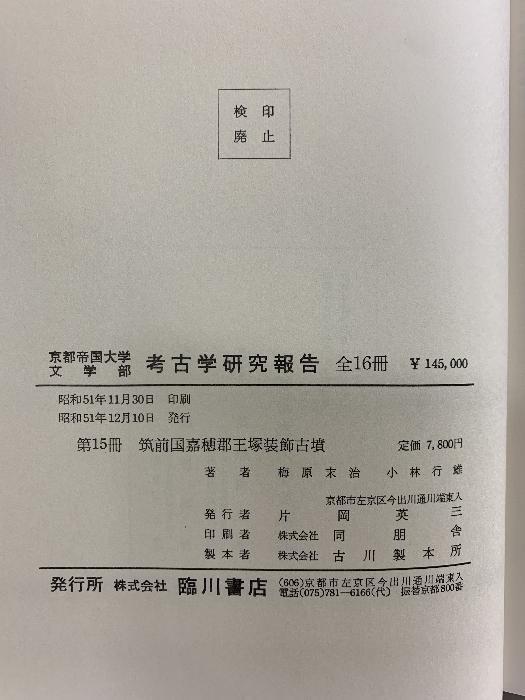 検印
廃止
京都帝国大学
文学部
考古学研究報告 全16冊 ¥145,000
昭和51年11月30日 印刷
昭和51年12月10日 発行
第15冊 筑前国嘉穂郡王塚装飾古墳 定価 7,800円
著者 梅原末治 小林行雄
京都市左京区今出川通川端東入
発行者 片岡英三
印刷者 株式会社 同朋舎
製本者 株式会社 古川製本所
発行所 株式会社 臨川書店
(606)京都市左京区今出川通川端東入
電話(075)781-6166(代) 振替京都800番